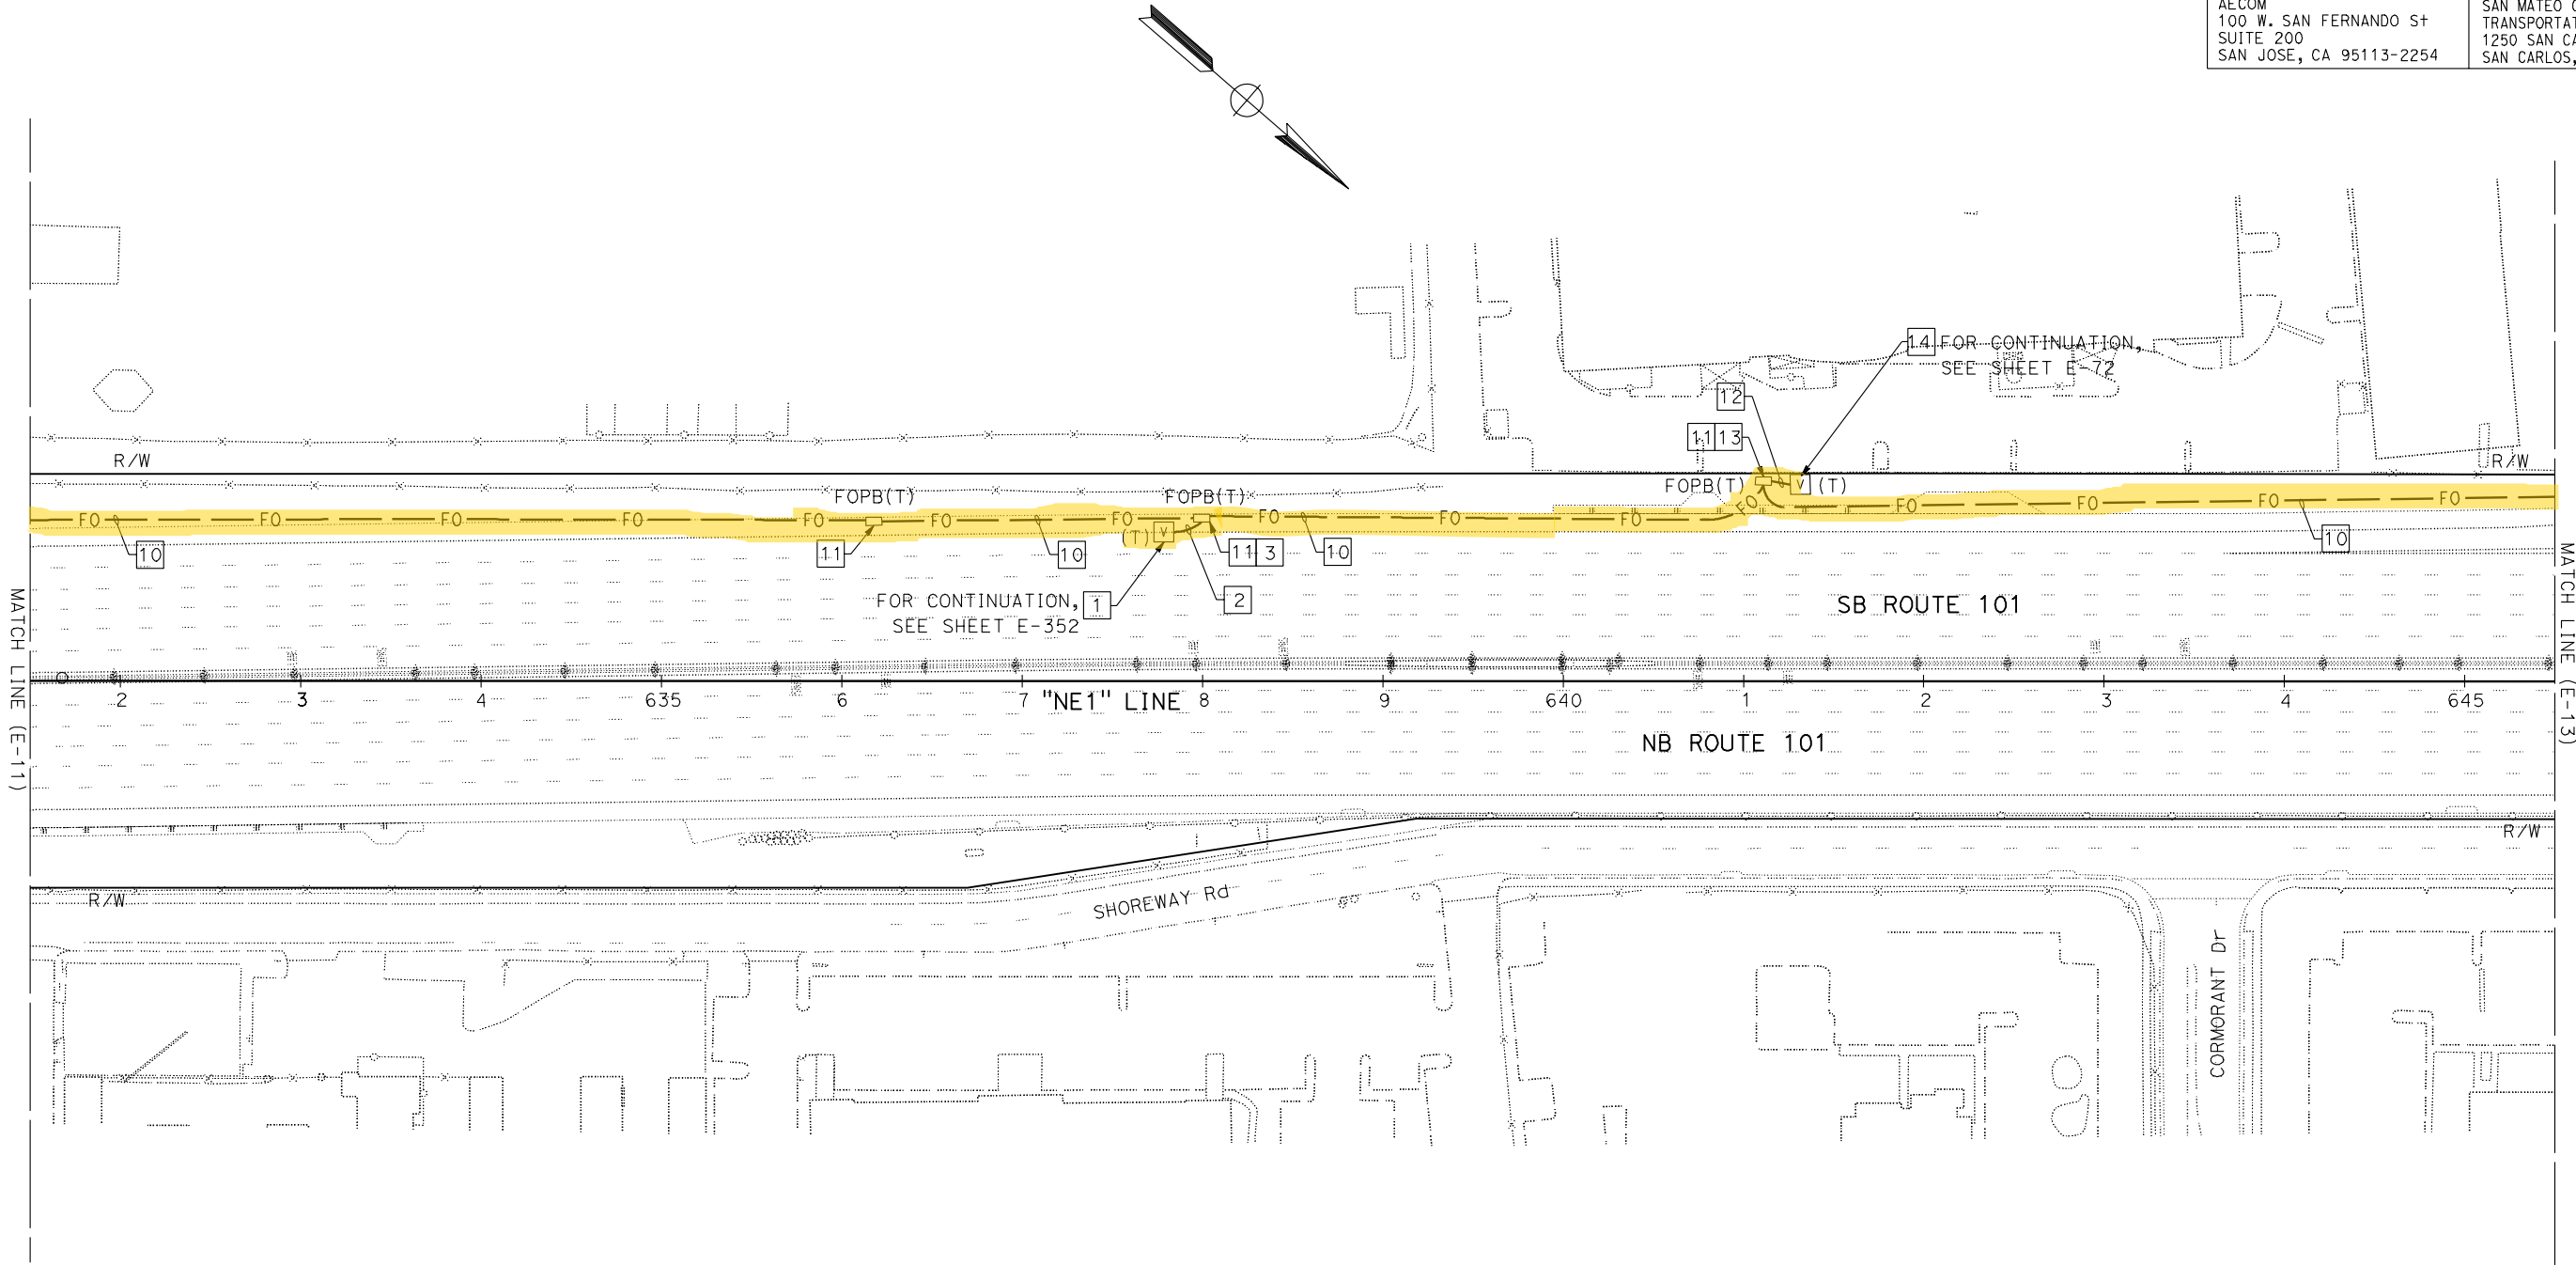 AECOM
100 W. SAN FERNANDO St
SUITE 200
SAN JOSE, CA 95113-2254
SAN MATEO
1250 SAN
SAN CARLOS,
14 FOR CONTINUATION,
SEE SHEET E-72
12
11 13
R/W
R/W
FOPB(T)
FOPB(T)
FOPB(T)
V (T)
FO FO FO FO FO FO FO FO FO FO FO FO FO FO FO
(T) V
10
11
10
11 3
10
10
FOR CONTINUATION, 1
SEE SHEET E-352
2
SB ROUTE 101
MATCH LINE (E-11)
MATCH LINE (E-13)
2 3 4 635 6 7 "NE1" LINE 8 9 640 1 2 3 4 645
NB ROUTE 101
R/W
R/W
SHOREWAY Rd
CORMORANT Dr